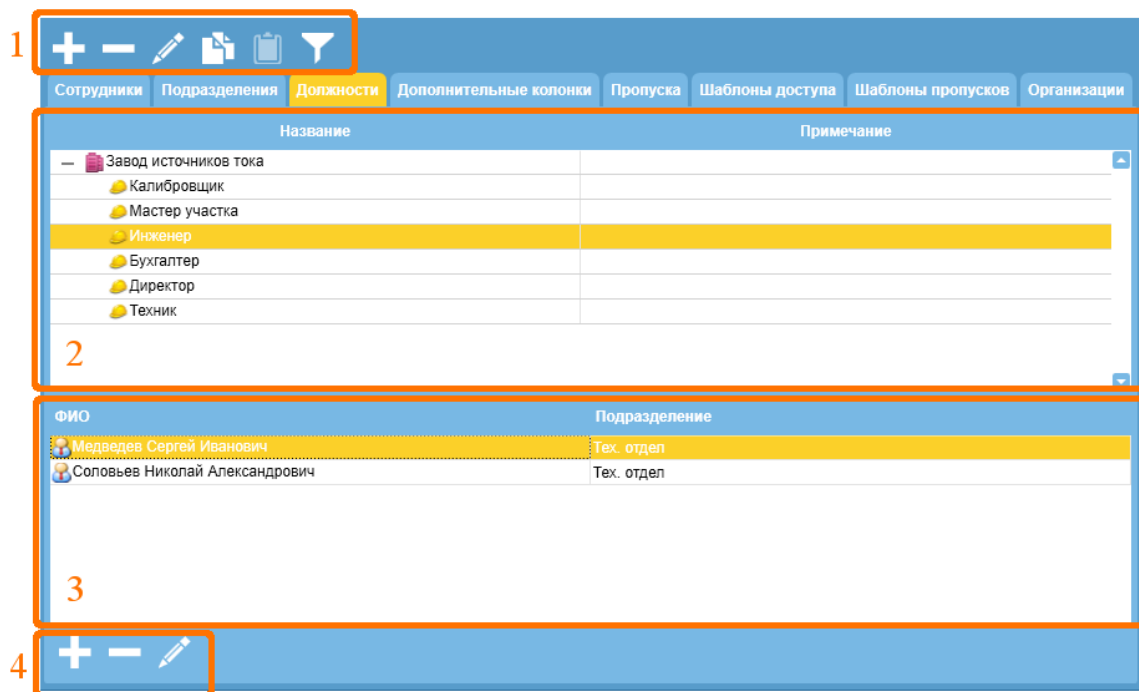 1
Сотрудники Подразделения Должности Дополнительные колонки Пропуска Шаблоны доступа Шаблоны пропусков Организации
Название Примечание
Завод источников тока
Калибровщик
Мастер участка
Инженер
Бухгалтер
Директор
Техник
2
ФИО Подразделение
Медведев Сергей Иванович Тех. отдел
Соловьев Николай Александрович Тех. отдел
3
4